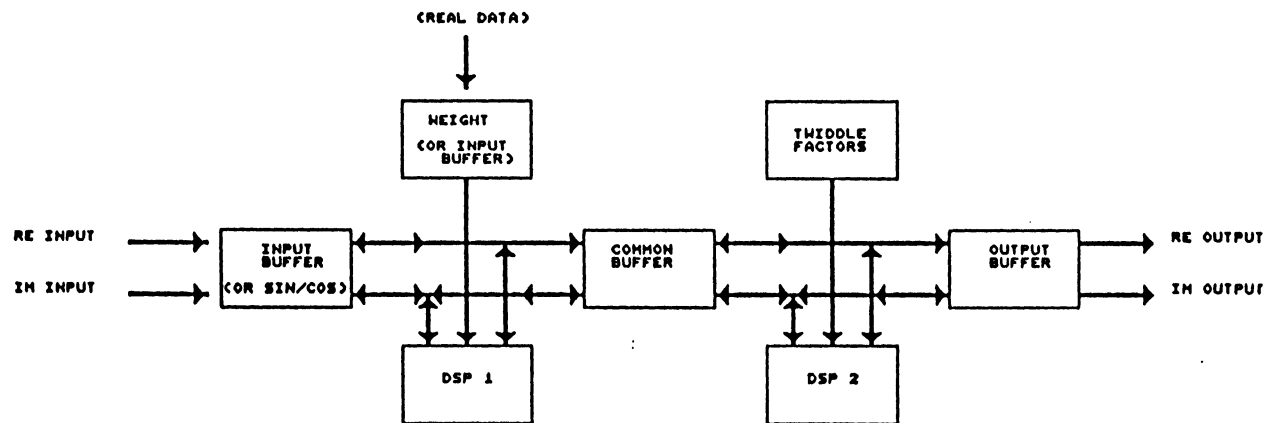 (REAL DATA)
WEIGHT
(OR INPUT
BUFFER)
TWIDDLE
FACTORS
RE INPUT
INPUT
BUFFER
COMMON
BUFFER
OUTPUT
BUFFER
RE OUTPUT
IM INPUT
(OR SIN/COS)
IM OUTPUT
DSP 1
DSP 2